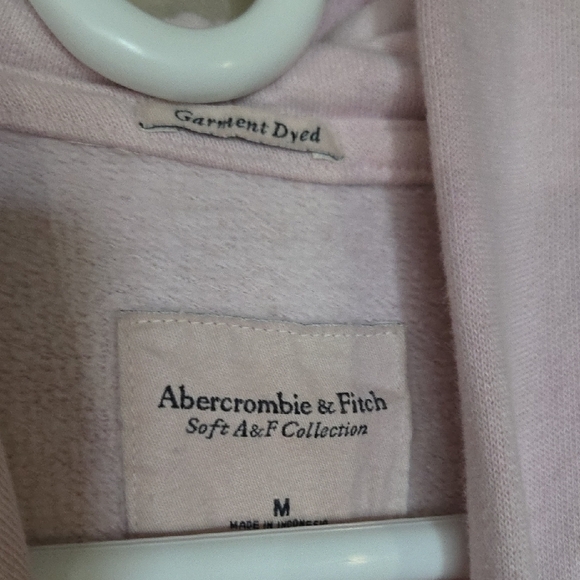 Garment Dyed
Abercrombie & Fitch
Soft A&F Collection
M
MADE IN INDONESIA